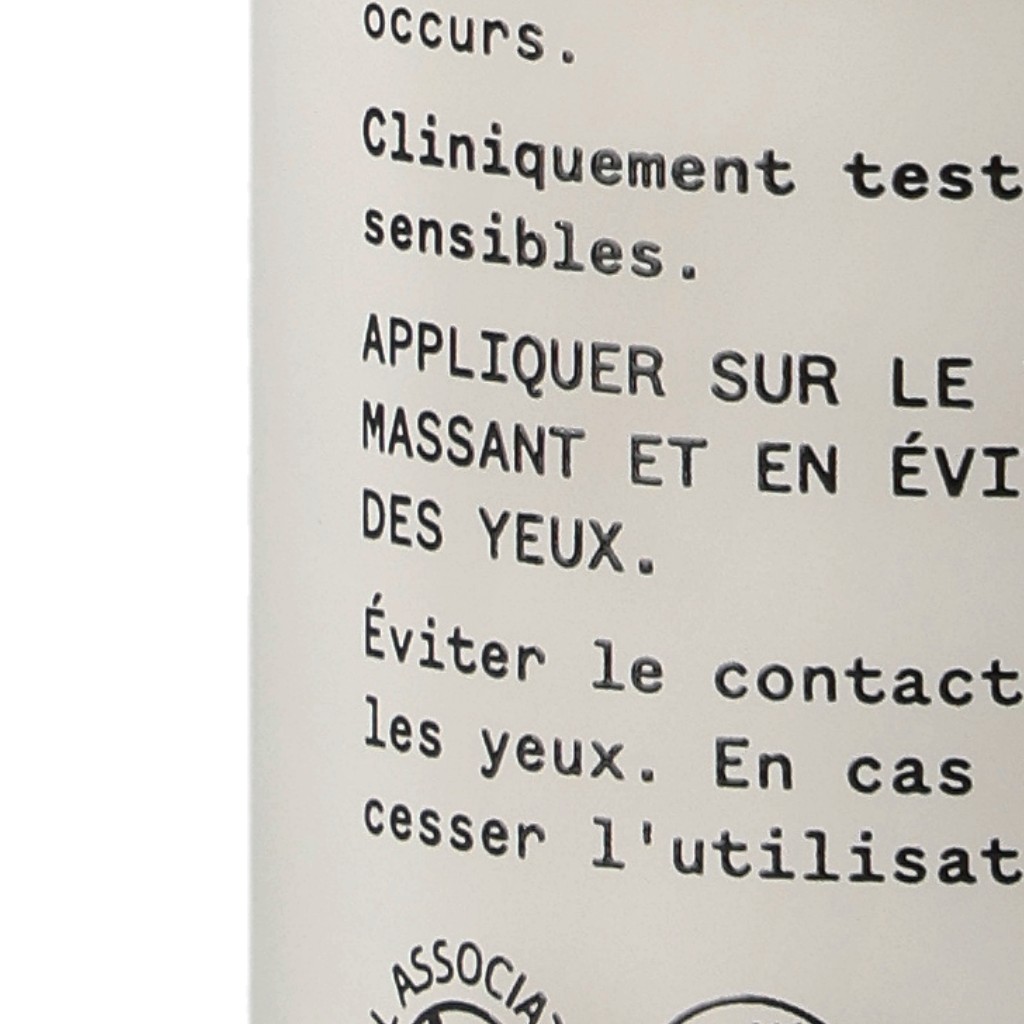 occurs.
Cliniquement test
sensibles.
APPLIQUER SUR LE
MASSANT ET EN ÉVI
DES YEUX.
Éviter le contact
les yeux. En cas
cesser l'utilisat
ASSOCIAT